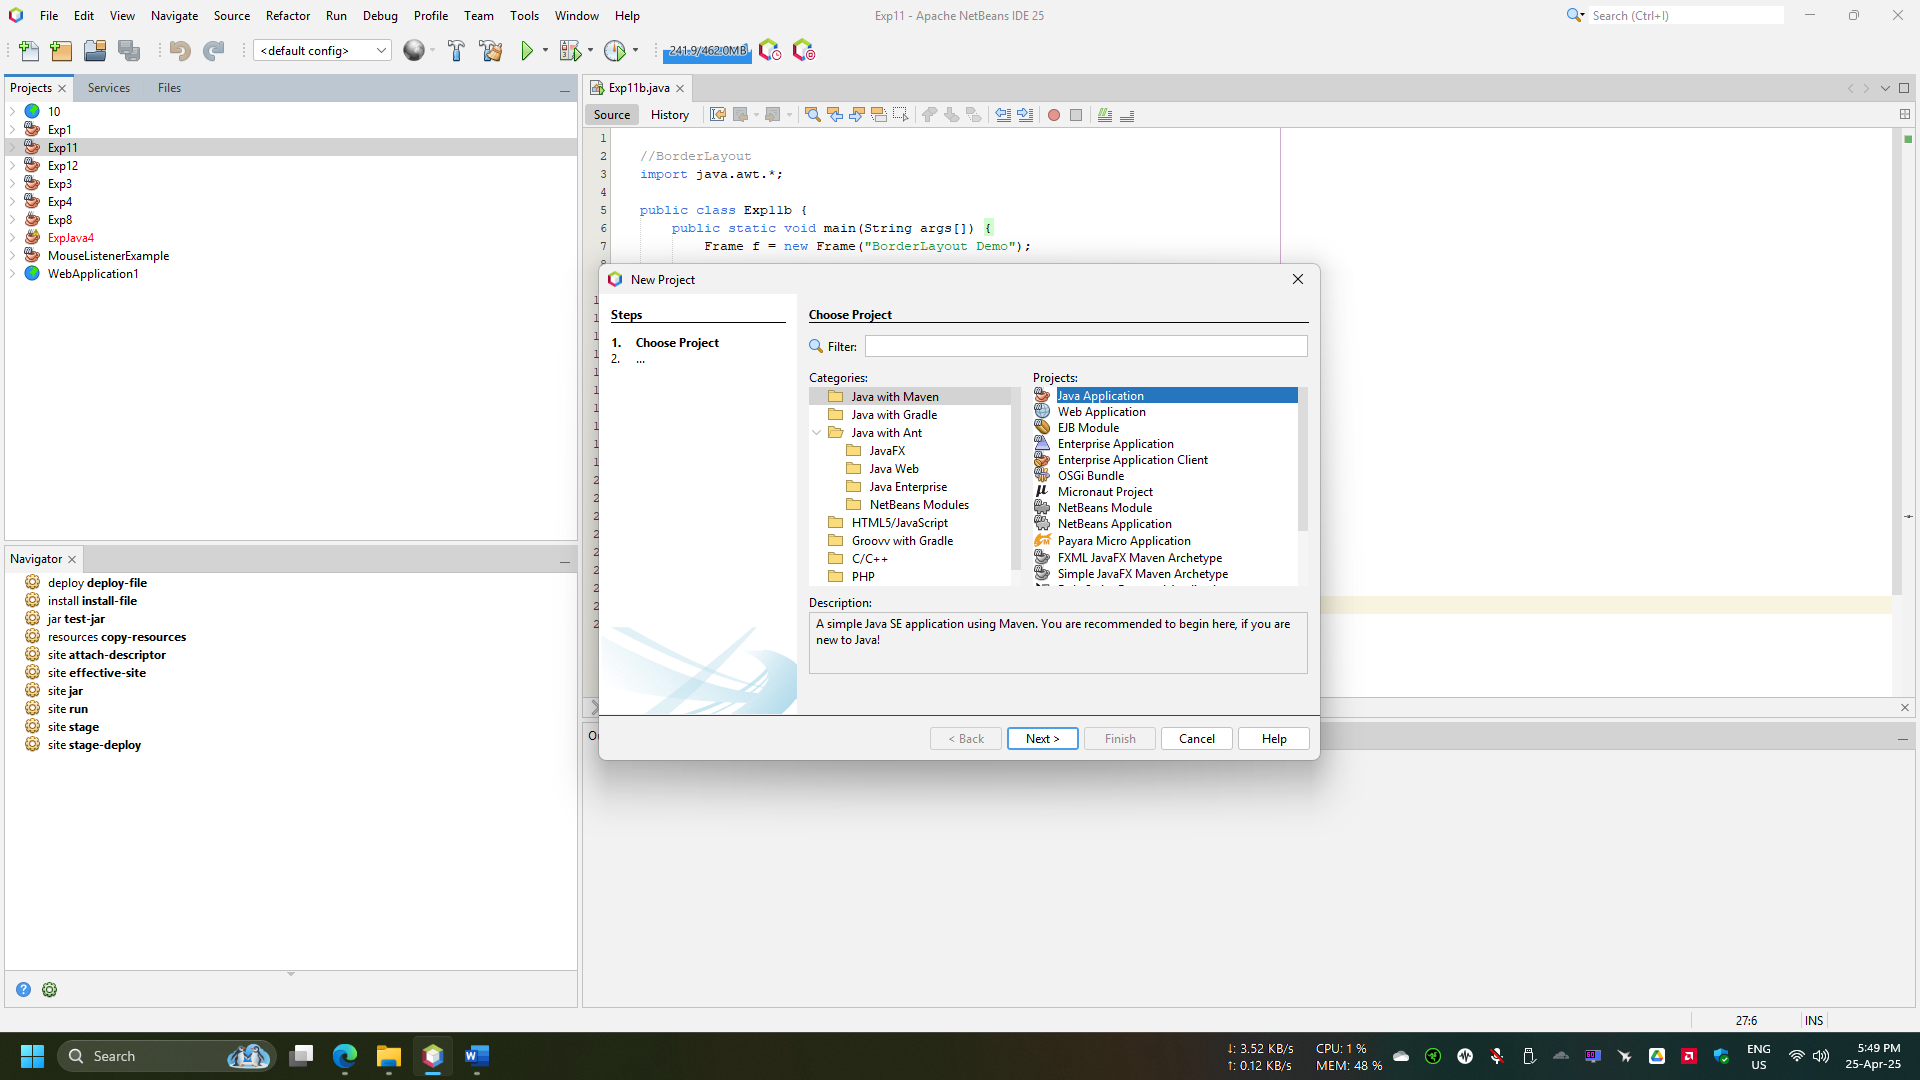 File Edit View Navigate Source Refactor Run Debug Profile Team Tools Window Help
Exp11 - Apache NetBeans IDE 25
Search (Ctrl+I)
<default config>
241.9/462.0MB
Projects Services Files
10
Exp1
Exp11
Exp12
Exp3
Exp4
Exp8
ExpJava4
MouseListenerExample
WebApplication1
Navigator
deploy deploy-file
install install-file
jar test-jar
resources copy-resources
site attach-descriptor
site effective-site
site jar
site run
site stage
site stage-deploy
Exp11b.java
Source History
1
2 //BorderLayout
3 import java.awt.*;
4
5 public class Exp11b {
6 public static void main(String args[]) {
7 Frame f = new Frame("BorderLayout Demo");
New Project
Steps
1. Choose Project
2. ...
Choose Project
Filter:
Categories:
Java with Maven
Java with Gradle
Java with Ant
JavaFX
Java Web
Java Enterprise
NetBeans Modules
HTML5/JavaScript
Groovy with Gradle
C/C++
PHP
Projects:
Java Application
Web Application
EJB Module
Enterprise Application
Enterprise Application Client
OSGi Bundle
Micronaut Project
NetBeans Module
NetBeans Application
Payara Micro Application
FXML JavaFX Maven Archetype
Simple JavaFX Maven Archetype
Description:
A simple Java SE application using Maven. You are recommended to begin here, if you are
new to Java!
< Back Next > Finish Cancel Help
27:6 INS
Search
↓: 3.52 KB/s
↑: 0.12 KB/s
CPU: 1 %
MEM: 48 %
ENG
US
5:49 PM
25-Apr-25